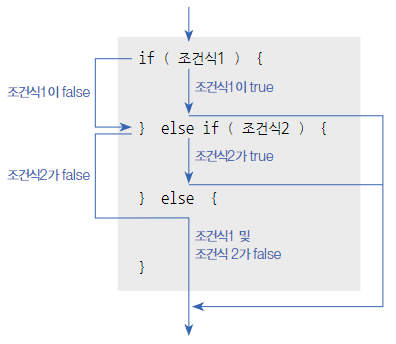 if ( 조건식1 ) {
조건식1이 false
조건식1이 true
} else if ( 조건식2 ) {
조건식2가 false
조건식2가 true
} else {
조건식1 및
조건식 2가 false
}